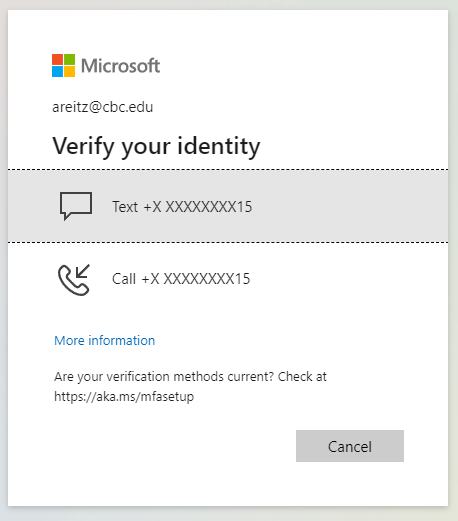 Microsoft
areitz@cbc.edu
Verify your identity
Text +X XXXXXXXX15
Call +X XXXXXXXX15
More information
Are your verification methods current? Check at
https://aka.ms/mfasetup
Cancel